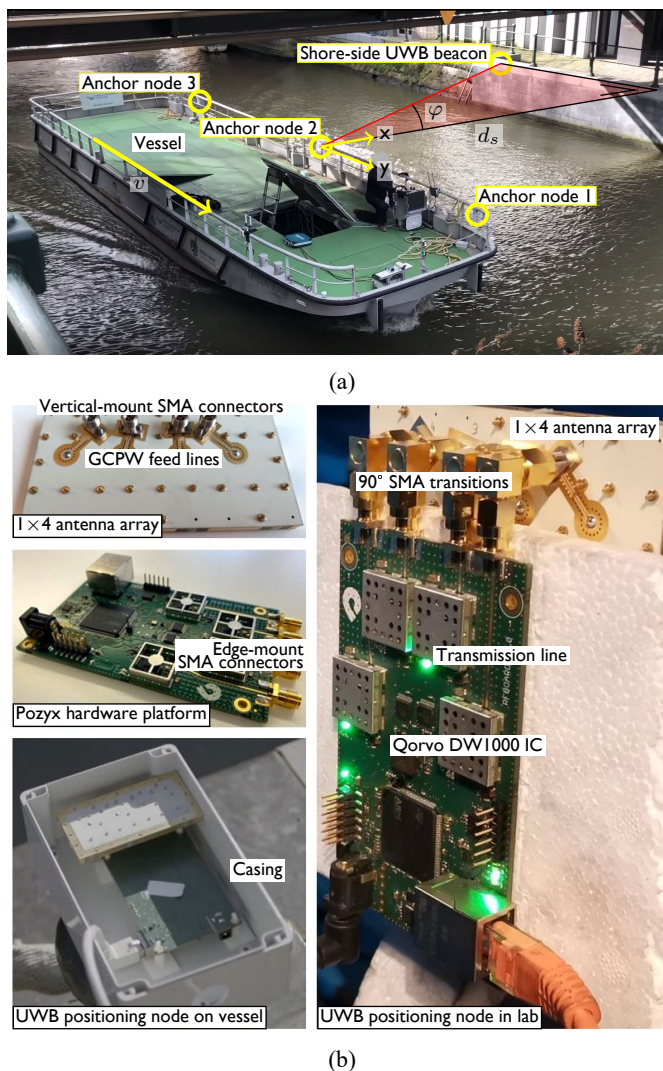 Shore-side UWB beacon
Anchor node 3
Anchor node 2
Vessel
φ
x
d_s
y
v
Anchor node 1
(a)
Vertical-mount SMA connectors
GCPW feed lines
1×4 antenna array
Edge-mount
SMA connectors
Pozyx hardware platform
Casing
UWB positioning node on vessel
1×4 antenna array
90° SMA transitions
Transmission line
Qorvo DW1000 IC
UWB positioning node in lab
(b)